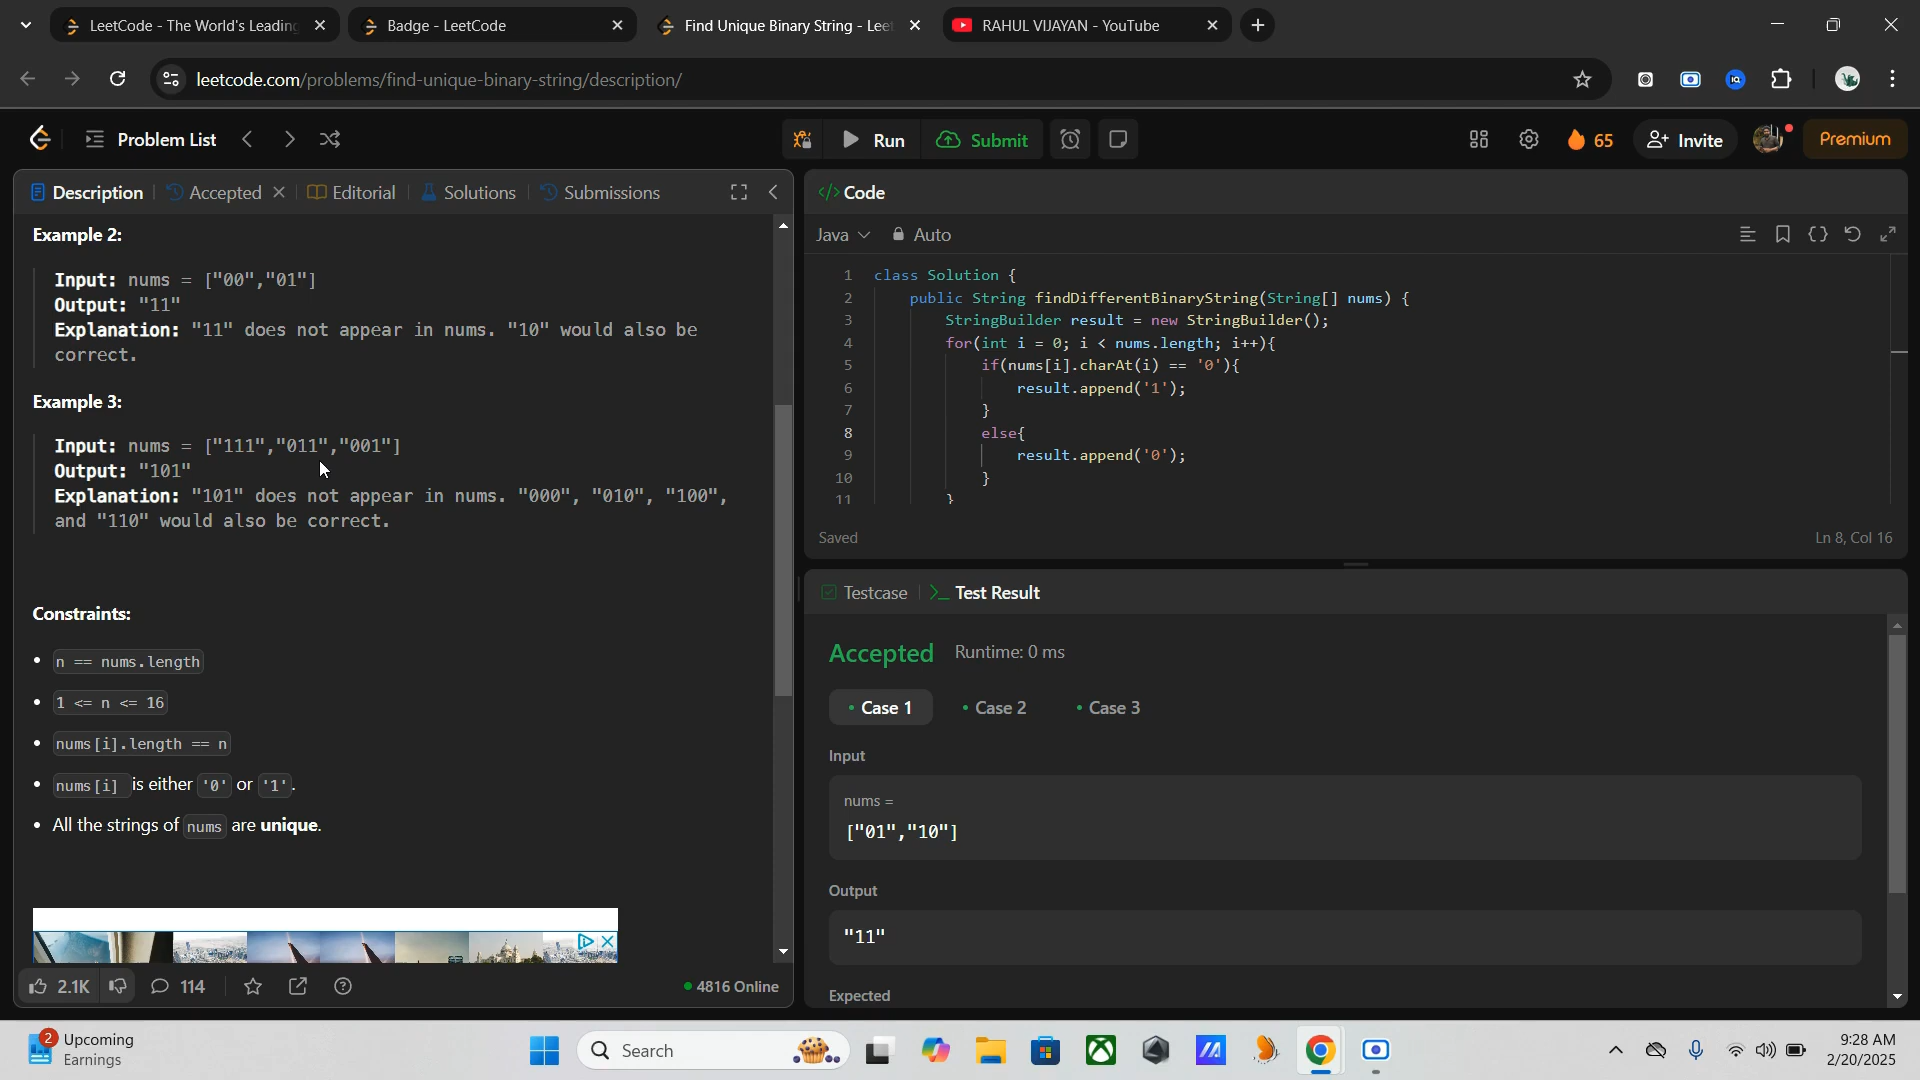 LeetCode - The World's Leading
Badge - LeetCode
Find Unique Binary String - Leet
RAHUL VIJAYAN - YouTube
leetcode.com/problems/find-unique-binary-string/description/
Problem List
Run
Submit
65
Invite
Premium
Description
Accepted
Editorial
Solutions
Submissions
Example 2:
Input: nums = ["00","01"]
Output: "11"
Explanation: "11" does not appear in nums. "10" would also be
correct.
Example 3:
Input: nums = ["111","011","001"]
Output: "101"
Explanation: "101" does not appear in nums. "000", "010", "100",
and "110" would also be correct.
Constraints:
• n == nums.length
• 1 <= n <= 16
• nums[i].length == n
• nums[i] is either '0' or '1'.
• All the strings of nums are unique.
2.1K
114
4816 Online
</> Code
Java
Auto
1 class Solution {
2 public String findDifferentBinaryString(String[] nums) {
3 StringBuilder result = new StringBuilder();
4 for(int i = 0; i < nums.length; i++){
5 if(nums[i].charAt(i) == '0'){
6 result.append('1');
7 }
8 else{
9 result.append('0');
10 }
11 }
Saved
Ln 8, Col 16
Testcase
Test Result
Accepted
Runtime: 0 ms
• Case 1
• Case 2
• Case 3
Input
nums =
["01","10"]
Output
"11"
Expected
2
Upcoming
Earnings
Search
9:28 AM
2/20/2025